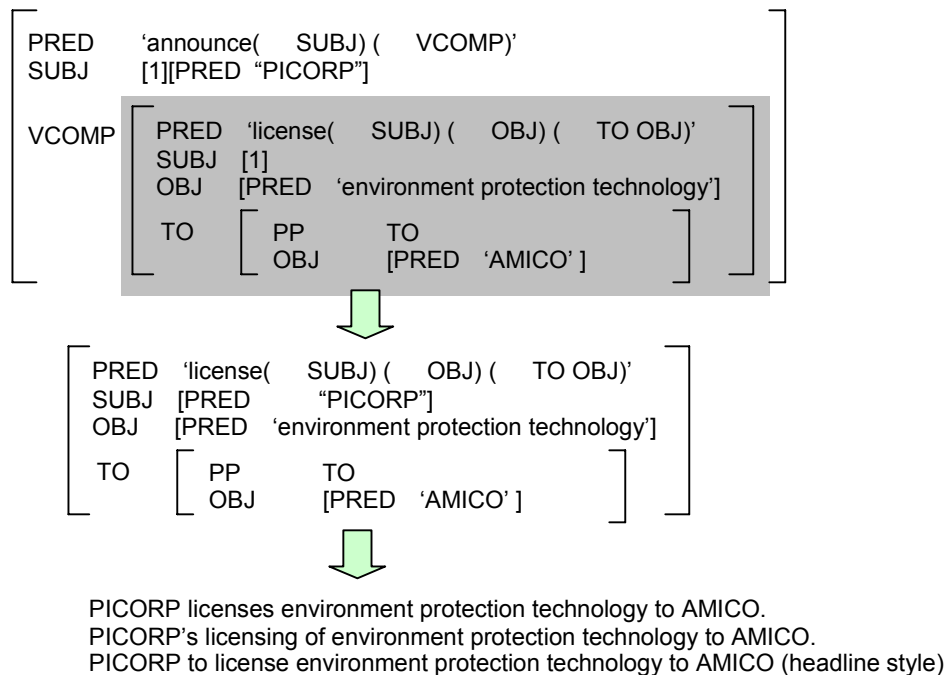 PRED ‘announce( SUBJ) ( VCOMP)’
SUBJ [1][PRED “PICORP”]
VCOMP
PRED ‘license( SUBJ) ( OBJ) ( TO OBJ)’
SUBJ [1]
OBJ [PRED ‘environment protection technology’]
TO
PP TO
OBJ [PRED ‘AMICO’ ]
PRED ‘license( SUBJ) ( OBJ) ( TO OBJ)’
SUBJ [PRED “PICORP”]
OBJ [PRED ‘environment protection technology’]
TO
PP TO
OBJ [PRED ‘AMICO’ ]
PICORP licenses environment protection technology to AMICO.
PICORP’s licensing of environment protection technology to AMICO.
PICORP to license environment protection technology to AMICO (headline style)